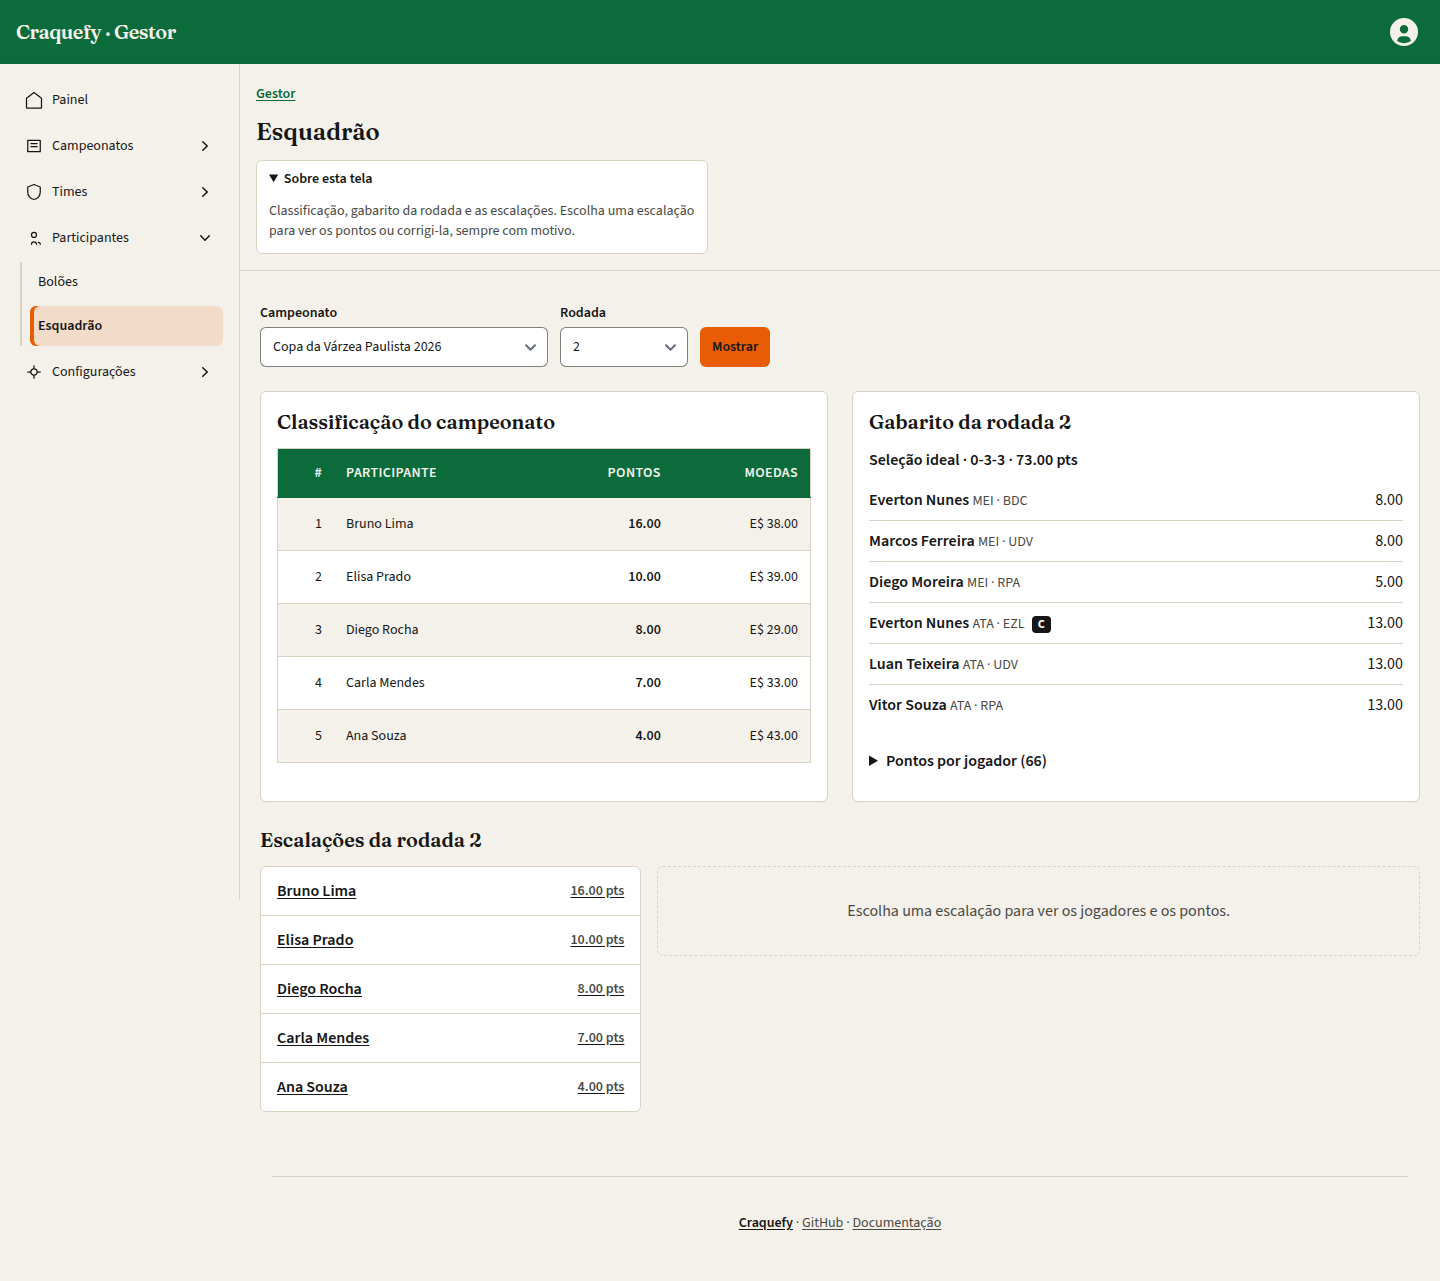 Craquefy · Gestor
Painel
Campeonatos
Times
Participantes
Bolões
Esquadrão
Configurações
Gestor
Esquadrão
Sobre esta tela
Classificação, gabarito da rodada e as escalações. Escolha uma escalação
para ver os pontos ou corrigi-la, sempre com motivo.
Campeonato
Rodada
Copa da Várzea Paulista 2026
2
Mostrar
Classificação do campeonato
# PARTICIPANTE PONTOS MOEDAS
1 Bruno Lima 16.00 E$ 38.00
2 Elisa Prado 10.00 E$ 39.00
3 Diego Rocha 8.00 E$ 29.00
4 Carla Mendes 7.00 E$ 33.00
5 Ana Souza 4.00 E$ 43.00
Gabarito da rodada 2
Seleção ideal · 0-3-3 · 73.00 pts
Everton Nunes MEI · BDC 8.00
Marcos Ferreira MEI · UDV 8.00
Diego Moreira MEI · RPA 5.00
Everton Nunes ATA · EZL C 13.00
Luan Teixeira ATA · UDV 13.00
Vitor Souza ATA · RPA 13.00
Pontos por jogador (66)
Escalações da rodada 2
Bruno Lima 16.00 pts
Elisa Prado 10.00 pts
Diego Rocha 8.00 pts
Carla Mendes 7.00 pts
Ana Souza 4.00 pts
Escolha uma escalação para ver os jogadores e os pontos.
Craquefy · GitHub · Documentação